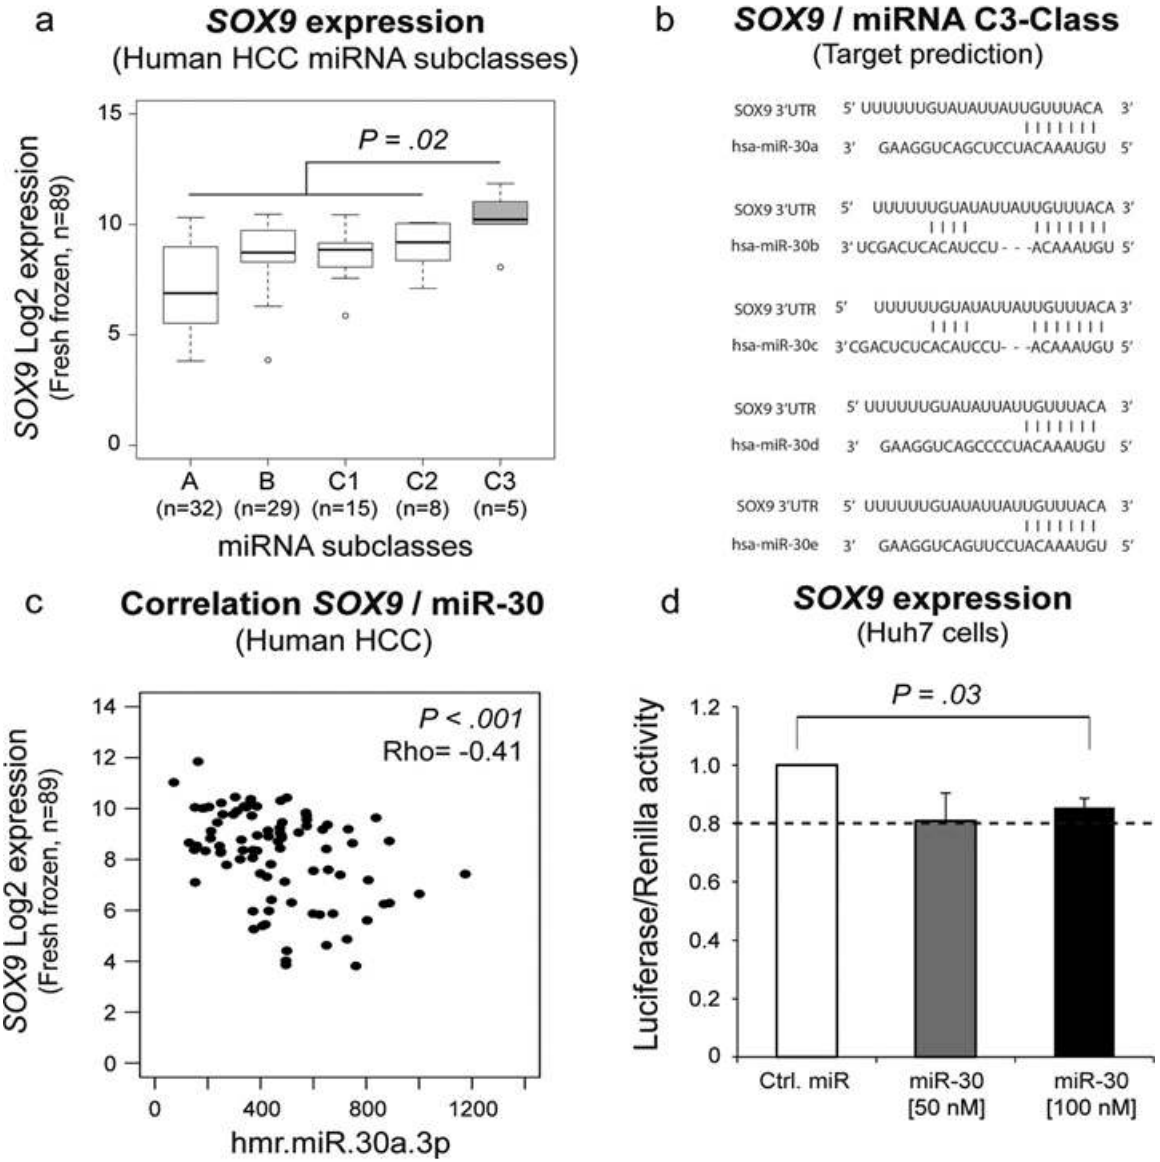 a
SOX9 expression
(Human HCC miRNA subclasses)
SOX9 Log2 expression
(Fresh frozen, n=89)
15
10
5
0
P = .02
A B C1 C2 C3
(n=32) (n=29) (n=15) (n=8) (n=5)
miRNA subclasses
b
SOX9 / miRNA C3-Class
(Target prediction)
SOX9 3'UTR 5' UUUUUUGUAUAUUAUUGUUUACA 3'
hsa-miR-30a 3' GAAGGUCAGCUCCUACAAAUGU 5'
SOX9 3'UTR 5' UUUUUUGUAUAUUAUUGUUUACA 3'
hsa-miR-30b 3' UCGACUCACAUCCU- - -ACAAAUGU 5'
SOX9 3'UTR 5' UUUUUUGUAUAUUAUUGUUUACA 3'
hsa-miR-30c 3' CGACUCUCACAUCCU- - -ACAAAUGU 5'
SOX9 3'UTR 5' UUUUUUGUAUAUUAUUGUUUACA 3'
hsa-miR-30d 3' GAAGGUCAGCCCCUACAAAUGU 5'
SOX9 3'UTR 5' UUUUUUGUAUAUUAUUGUUUACA 3'
hsa-miR-30e 3' GAAGGUCAGUUCCUACAAAUGU 5'
c
Correlation SOX9 / miR-30
(Human HCC)
SOX9 Log2 expression
(Fresh frozen, n=89)
14
12
10
8
6
4
2
0
P < .001
Rho= -0.41
0 400 800 1200
hmr.miR.30a.3p
d
SOX9 expression
(Huh7 cells)
Luciferase/Renilla activity
1.2
1.0
0.8
0.6
0.4
0.2
0
P = .03
Ctrl. miR miR-30 miR-30
[50 nM] [100 nM]